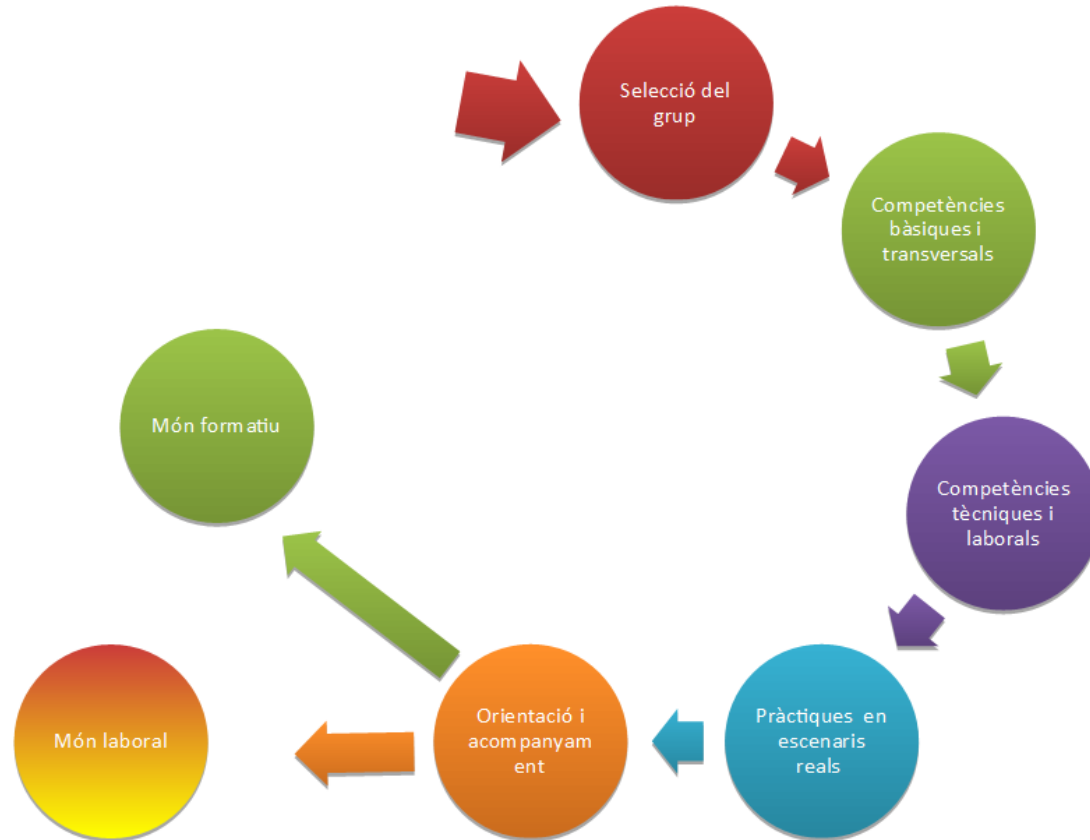 Selecció del
grup
Competències
bàsiques i
transversals
Competències
tècniques i
laborals
Pràctiques en
escenaris
reals
Orientació i
acompanyam
ent
Món formatiu
Món laboral